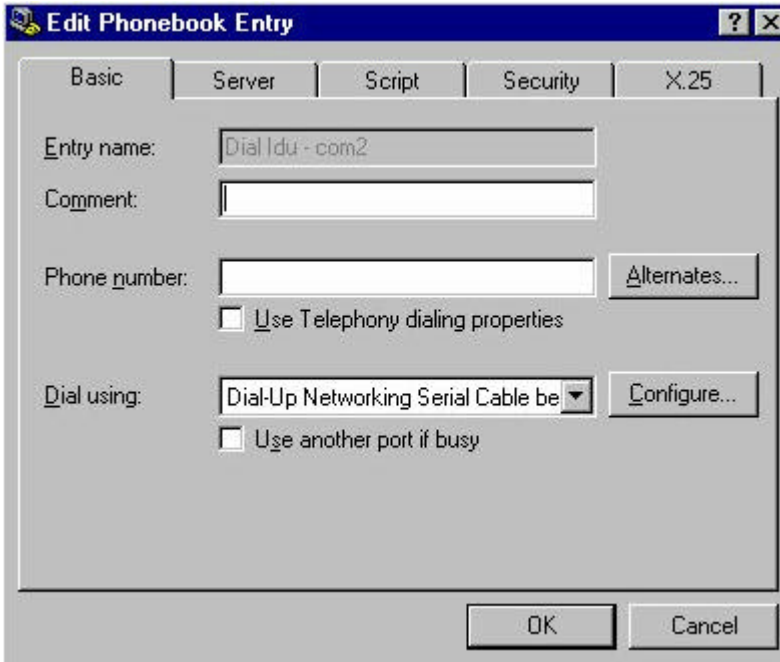 Edit Phonebook Entry
Basic Server Script Security X.25
Entry name: Dial Idu - com2
Comment:
Phone number: Alternates...
Use Telephony dialing properties
Dial using: Dial-Up Networking Serial Cable be Configure...
Use another port if busy
OK Cancel